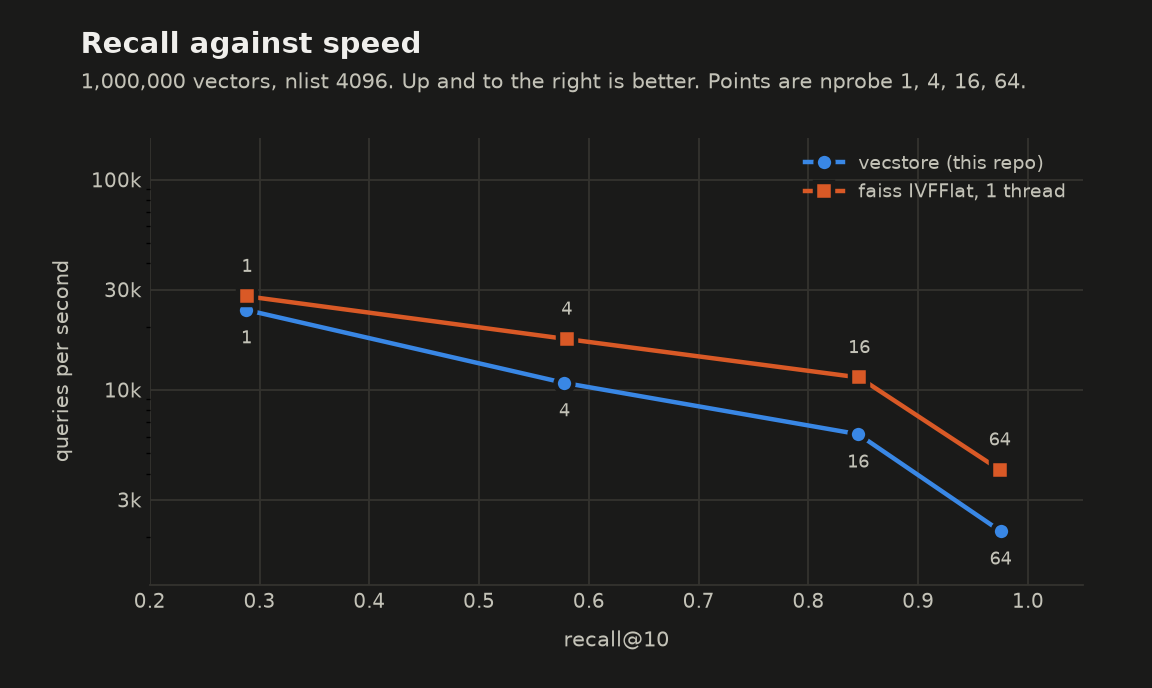 Recall against speed
1,000,000 vectors, nlist 4096. Up and to the right is better. Points are nprobe 1, 4, 16, 64.
vecstore (this repo)
faiss IVFFlat, 1 thread
queries per second
100k
30k
10k
3k
1
4
16
64
1
4
16
64
0.2 0.3 0.4 0.5 0.6 0.7 0.8 0.9 1.0
recall@10